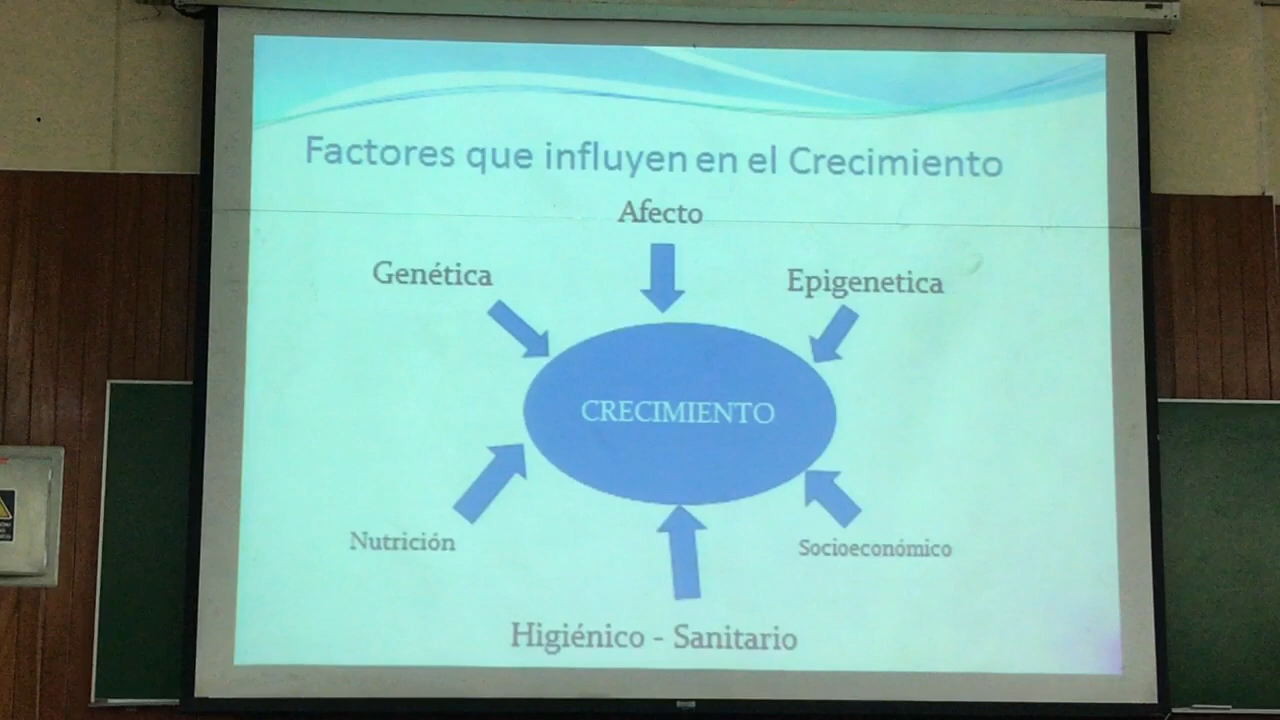 Factores que influyen en el Crecimiento
Afecto
Genética
Epigenetica
CRECIMIENTO
Nutrición
Socioeconómico
Higiénico - Sanitario